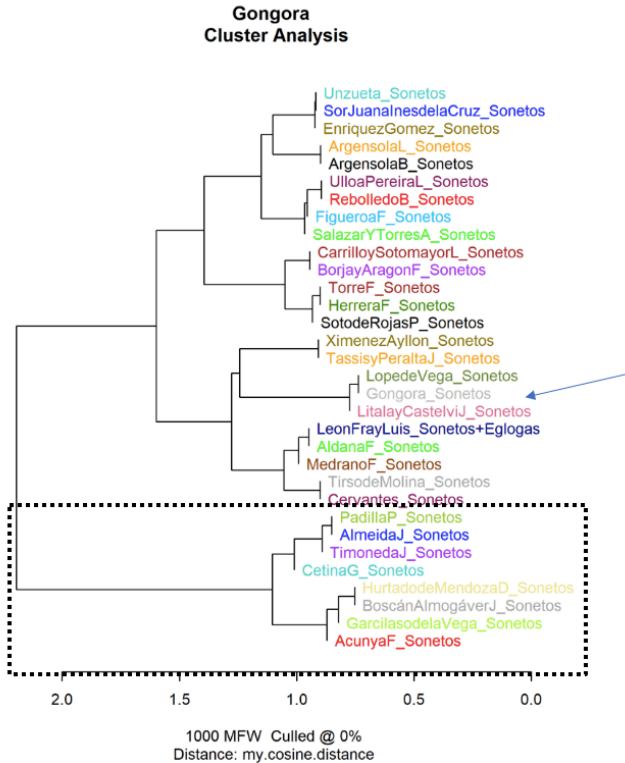 Gongora
Cluster Analysis
Unzueta_Sonetos
SorJuanaInesdelaCruz_Sonetos
EnriquezGomez_Sonetos
ArgensolaL_Sonetos
ArgensolaB_Sonetos
UlloaPereiraL_Sonetos
RebolledoB_Sonetos
FigueroaF_Sonetos
SalazarYTorresA_Sonetos
CarrilloySotomayorL_Sonetos
BorjayAragonF_Sonetos
TorreF_Sonetos
HerreraF_Sonetos
SotodeRojasP_Sonetos
XimenezAyllon_Sonetos
TassisyPeraltaJ_Sonetos
LopedeVega_Sonetos
Gongora_Sonetos
LitalayCastelviJ_Sonetos
LeonFrayLuis_Sonetos+Eglogas
AldanaF_Sonetos
MedranoF_Sonetos
TirsodeMolina_Sonetos
Cervantes_Sonetos
PadillaP_Sonetos
AlmeidaJ_Sonetos
TimonedaJ_Sonetos
CetinaG_Sonetos
HurtadodeMendozaD_Sonetos
BoscánAlmogáverJ_Sonetos
GarcilasodelaVega_Sonetos
AcunyaF_Sonetos
2.0 1.5 1.0 0.5 0.0
1000 MFW Culled @ 0%
Distance: my.cosine.distance